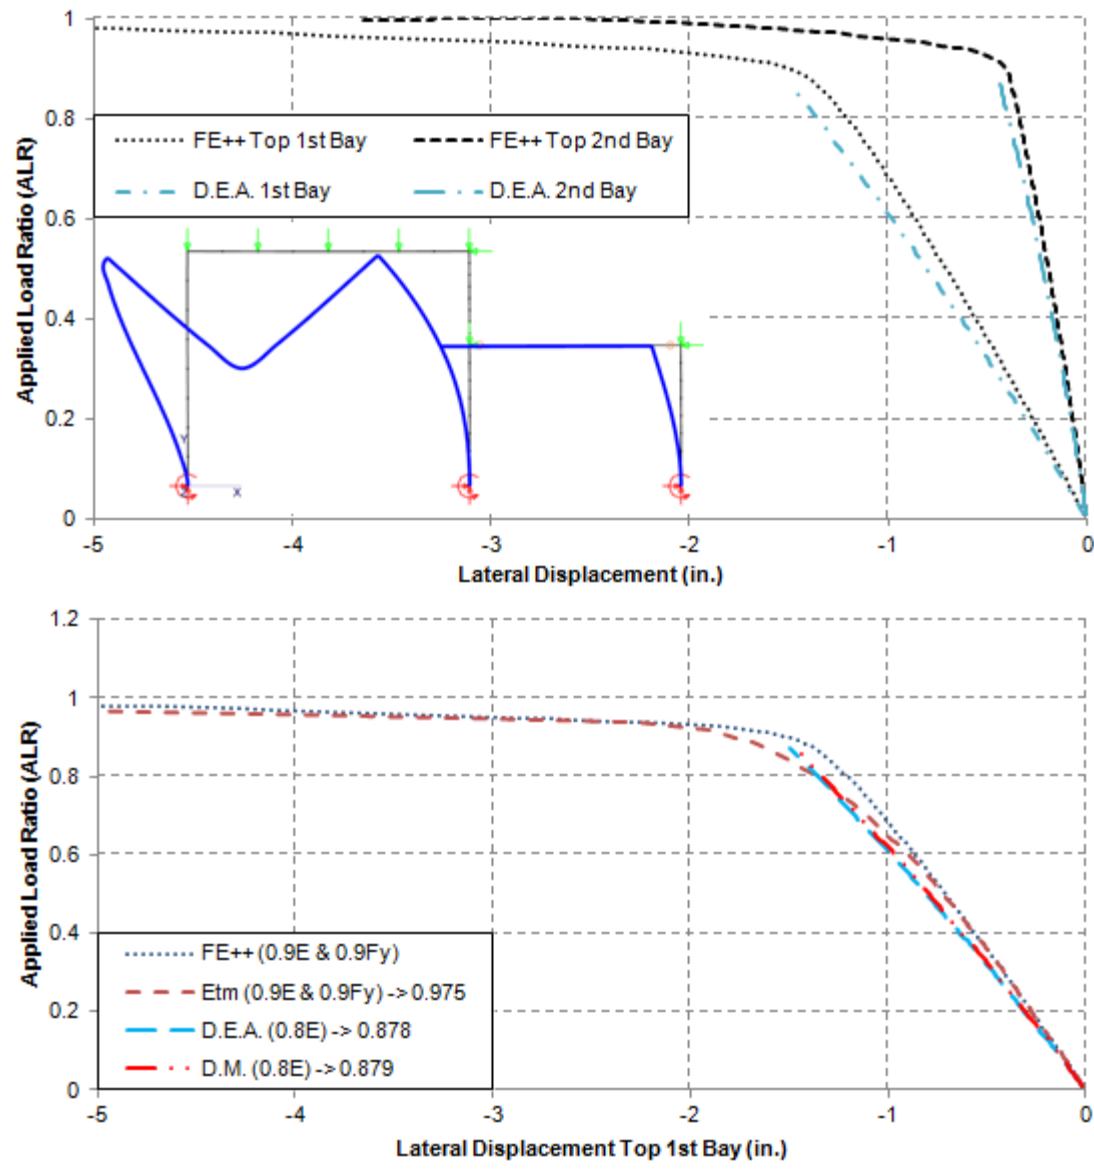 1
0.8
0.6
0.4
0.2
0
Applied Load Ratio (ALR)
FE++ Top 1st Bay
FE++ Top 2nd Bay
D.E.A. 1st Bay
D.E.A. 2nd Bay
Y
X
-5
-4
-3
-2
-1
0
Lateral Displacement (in.)
1.2
1
0.8
0.6
0.4
0.2
0
Applied Load Ratio (ALR)
FE++ (0.9E & 0.9Fy)
Etm (0.9E & 0.9Fy) -> 0.975
D.E.A. (0.8E) -> 0.878
D.M. (0.8E) -> 0.879
-5
-4
-3
-2
-1
0
Lateral Displacement Top 1st Bay (in.)